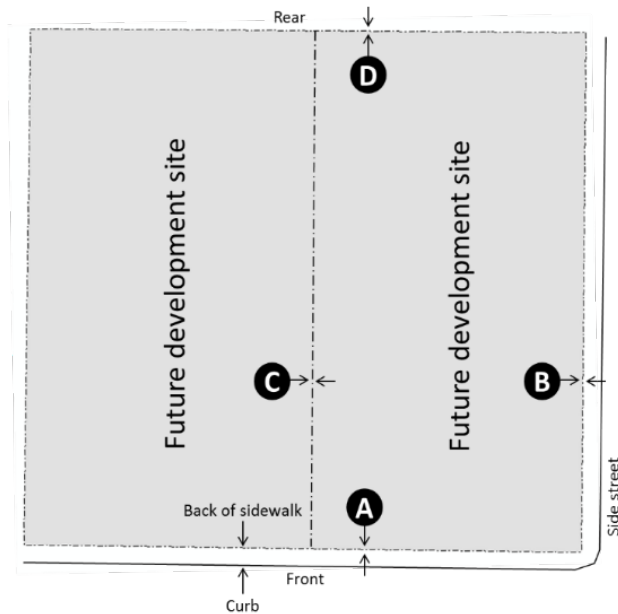 Rear
D
Future development site
Future development site
C
B
A
Back of sidewalk
Side street
Front
Curb